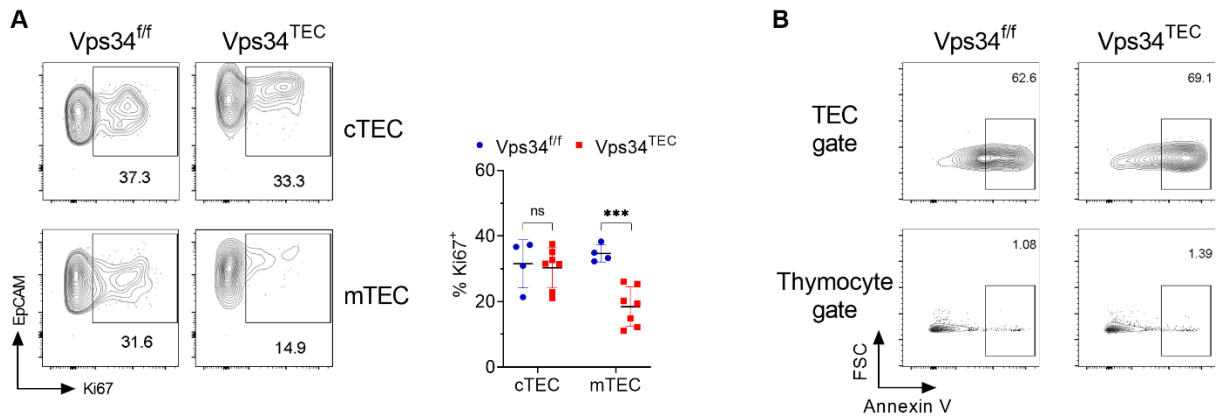 A
Vps34f/f
Vps34TEC
37.3
33.3
cTEC
31.6
14.9
mTEC
EpCAM
Ki67
Vps34f/f
Vps34TEC
% Ki67+
60
40
20
0
ns
***
cTEC
mTEC
B
Vps34f/f
Vps34TEC
TEC
gate
62.6
69.1
Thymocyte
gate
1.08
1.39
FSC
Annexin V